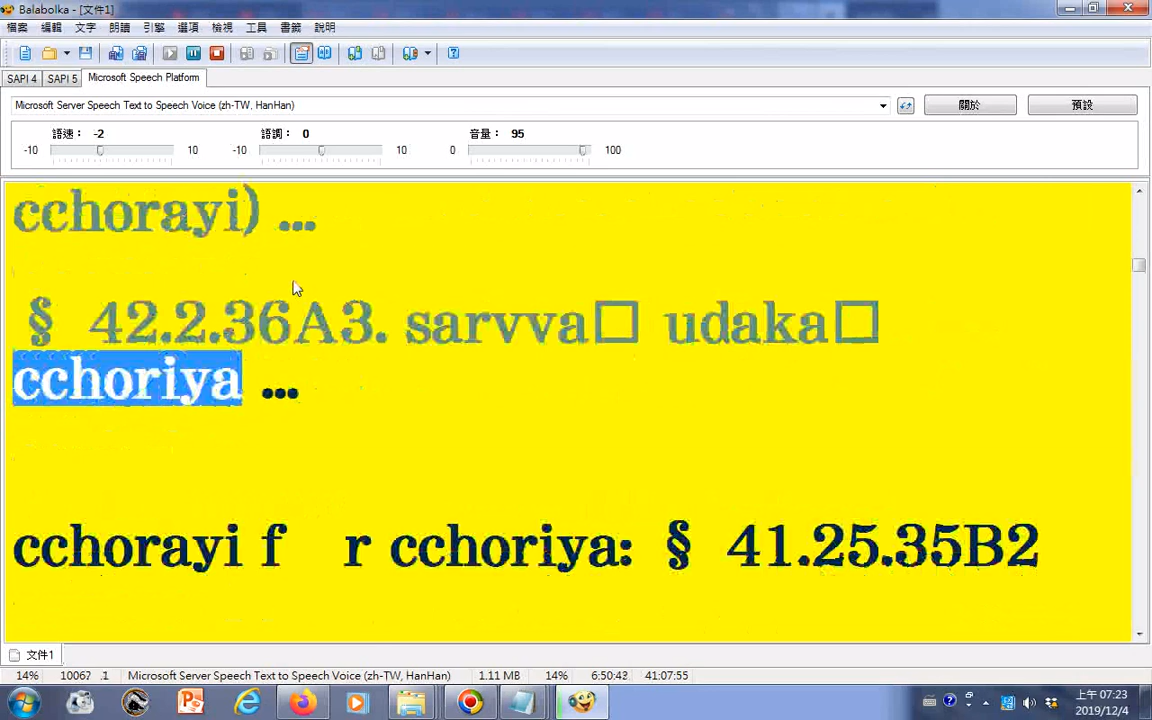 Balabolka - [文件1]
檔案 編輯 文字 朗讀 引擎 選項 檢視 工具 書籤 說明
SAPI 4 SAPI 5 Microsoft Speech Platform
Microsoft Server Speech Text to Speech Voice (zh-TW, HanHan) 關於 預設
語速： -2 語調： 0 音量： 95
-10 10 -10 10 0 100
cchorayi) ...
§ 42.2.36A3. sarvva□ udaka□
cchoriya ...
cchorayi f r cchoriya: § 41.25.35B2
文件1
14% 10067 .1 Microsoft Server Speech Text to Speech Voice (zh-TW, HanHan) 1.11 MB 14% 6:50:42 41:07:55
上午 07:23
2019/12/4